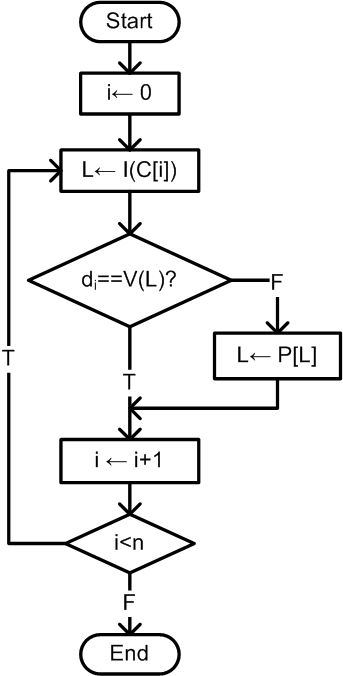 Start
i← 0
L← I(C[i])
dᵢ==V(L)?
F
L← P[L]
T
T
i ← i+1
i<n
F
End